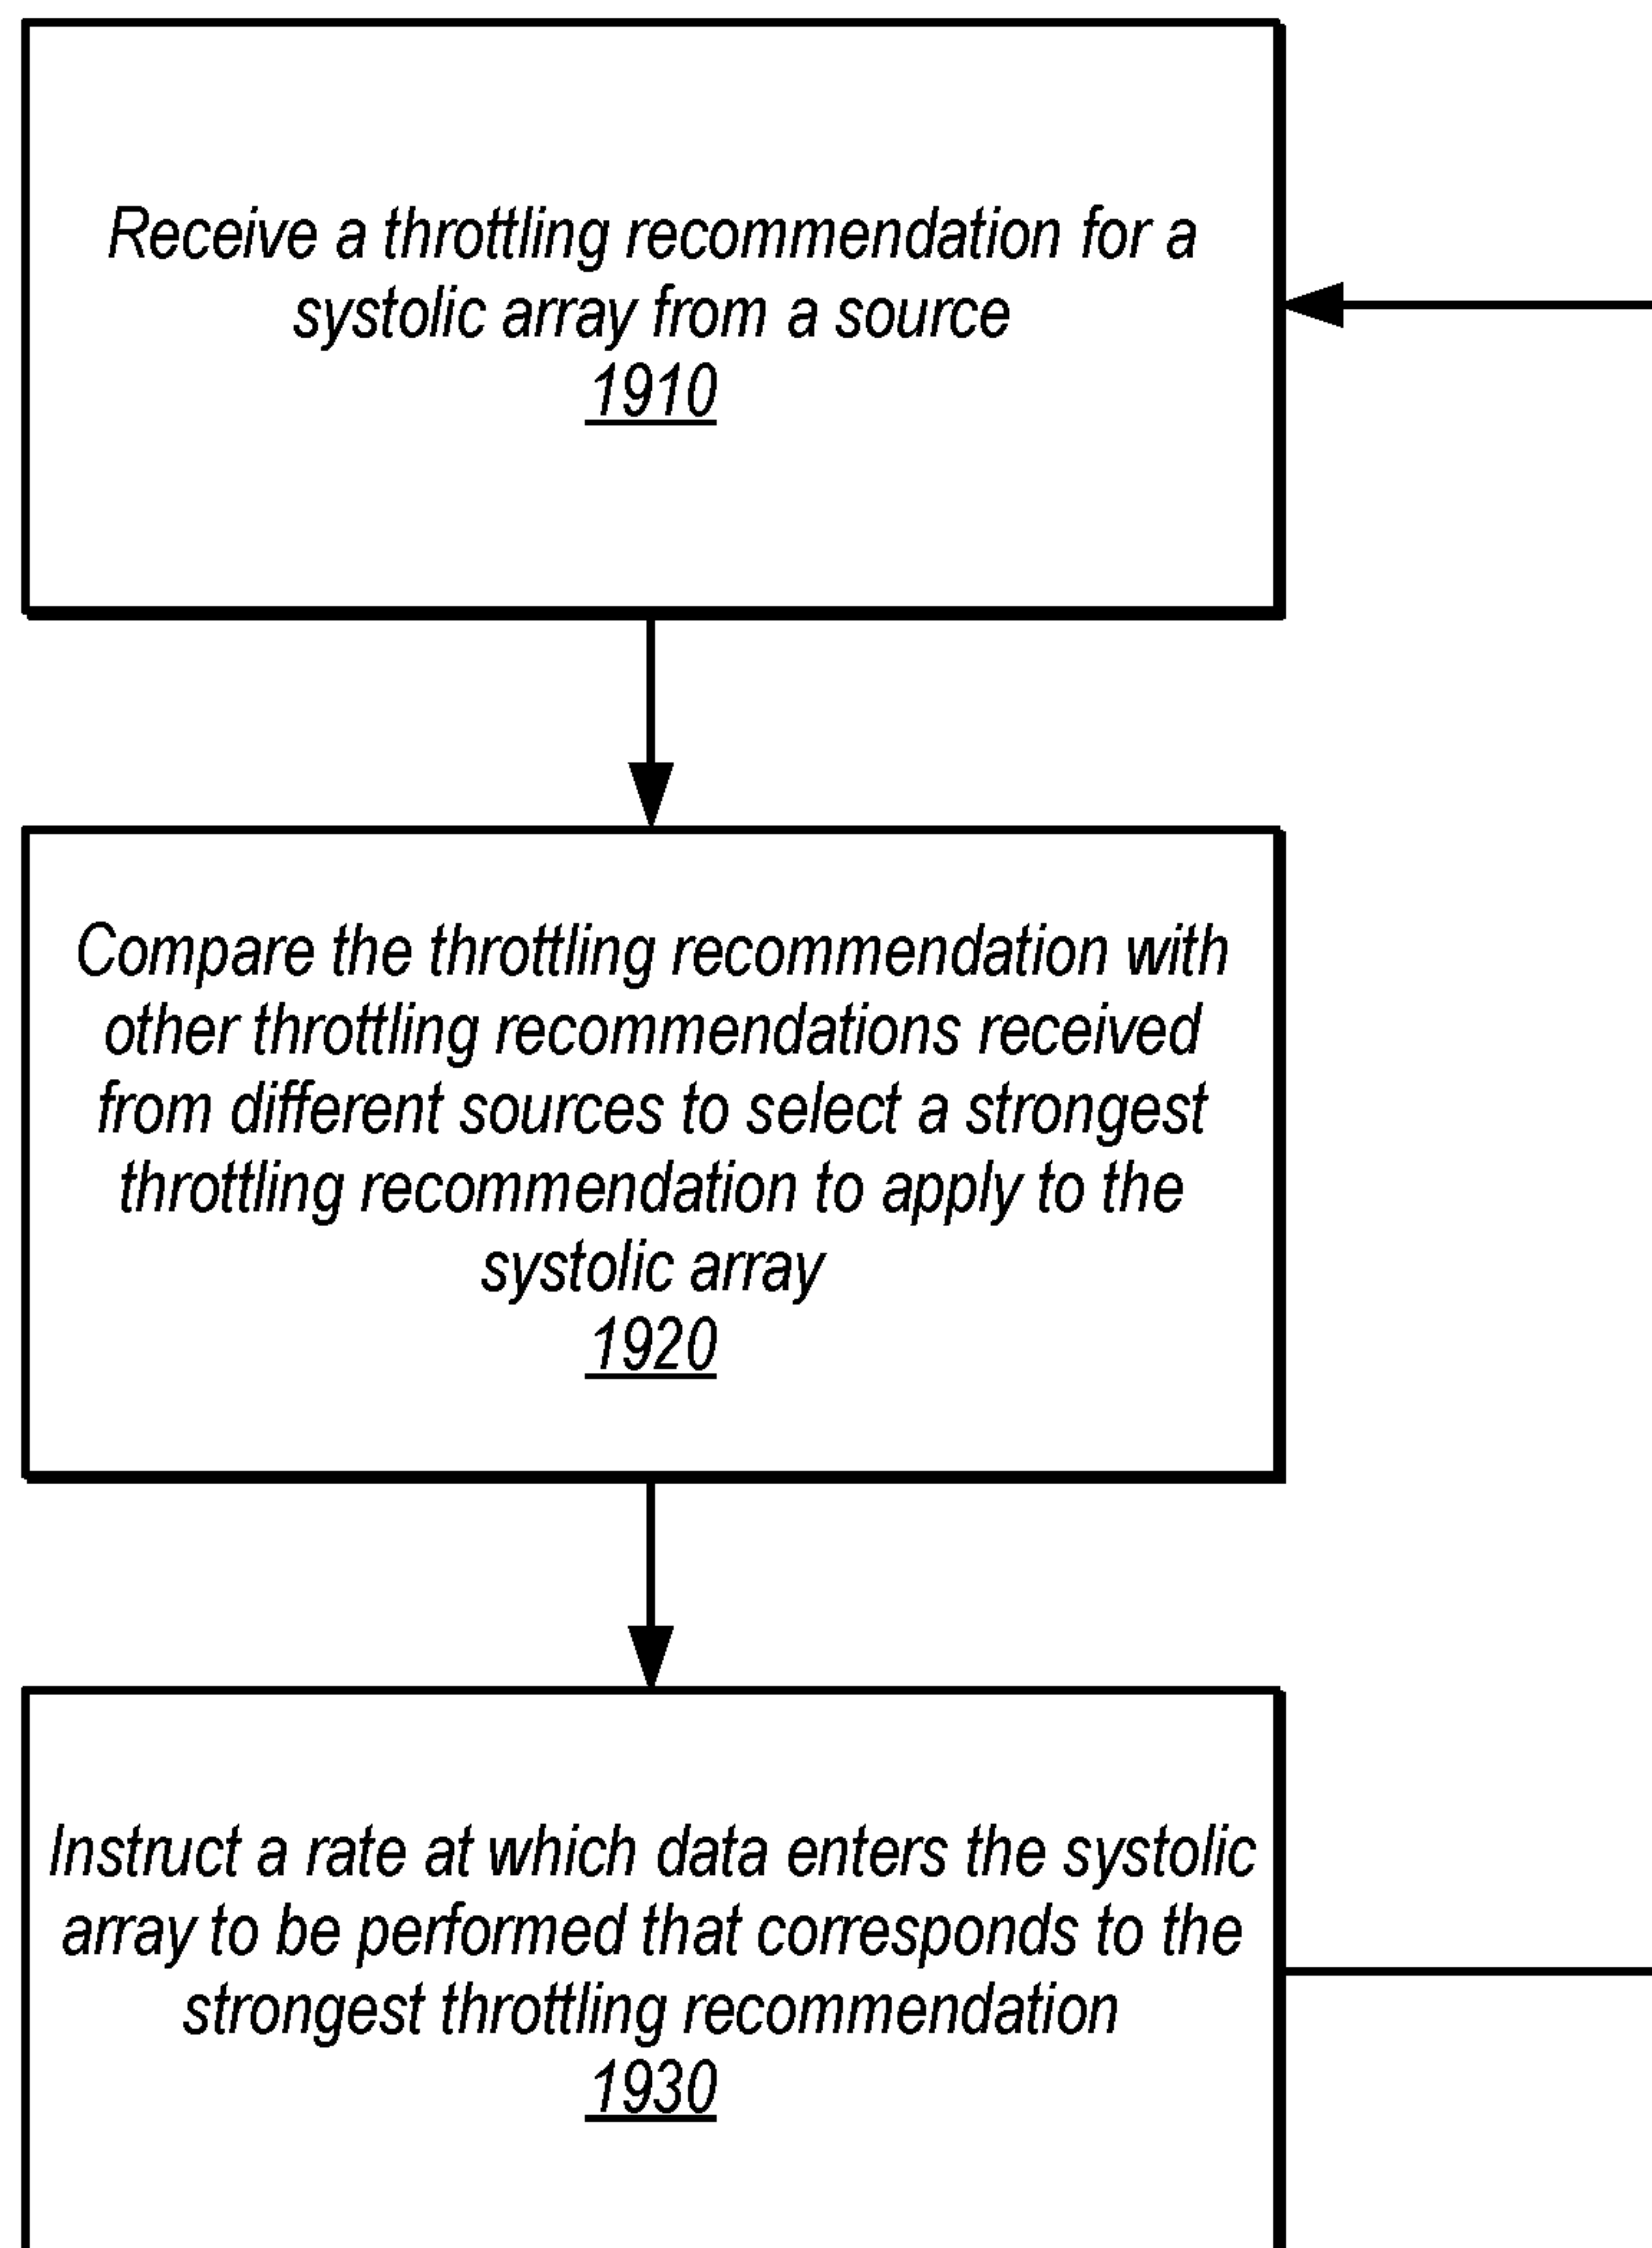 Receive a throttling recommendation for a
systolic array from a source
1910
Compare the throttling recommendation with
other throttling recommendations received
from different sources to select a strongest
throttling recommendation to apply to the
systolic array
1920
Instruct a rate at which data enters the systolic
array to be performed that corresponds to the
strongest throttling recommendation
1930